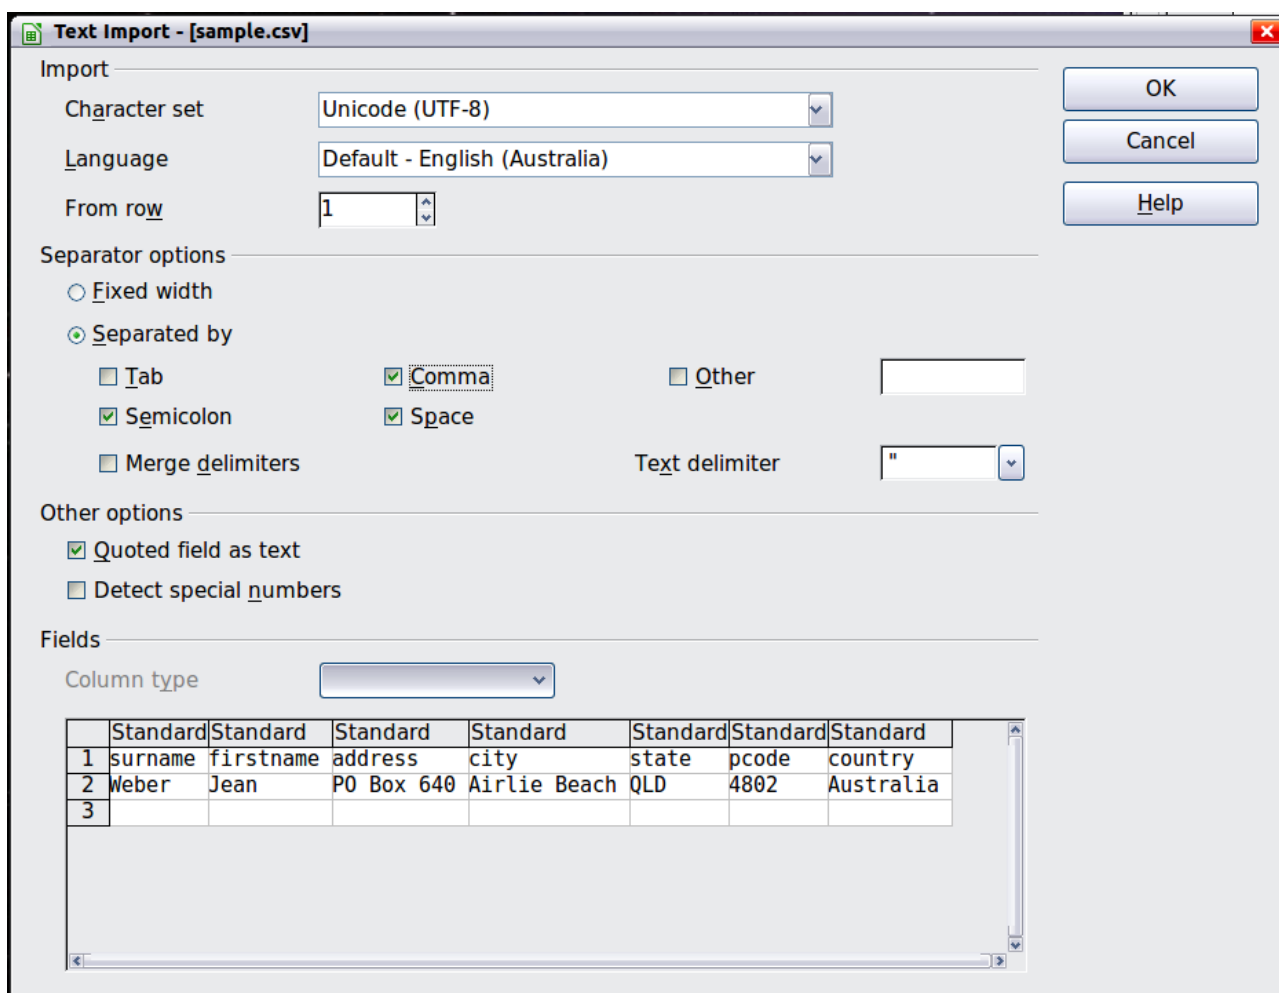 Text Import - [sample.csv]
Import
OK
Character set Unicode (UTF-8)
Cancel
Language Default - English (Australia)
From row 1
Help
Separator options
Fixed width
Separated by
Tab Comma Other
Semicolon Space
Merge delimiters Text delimiter "
Other options
Quoted field as text
Detect special numbers
Fields
Column type
Standard Standard Standard Standard Standard Standard Standard
1 surname firstname address city state pcode country
2 Weber Jean PO Box 640 Airlie Beach QLD 4802 Australia
3